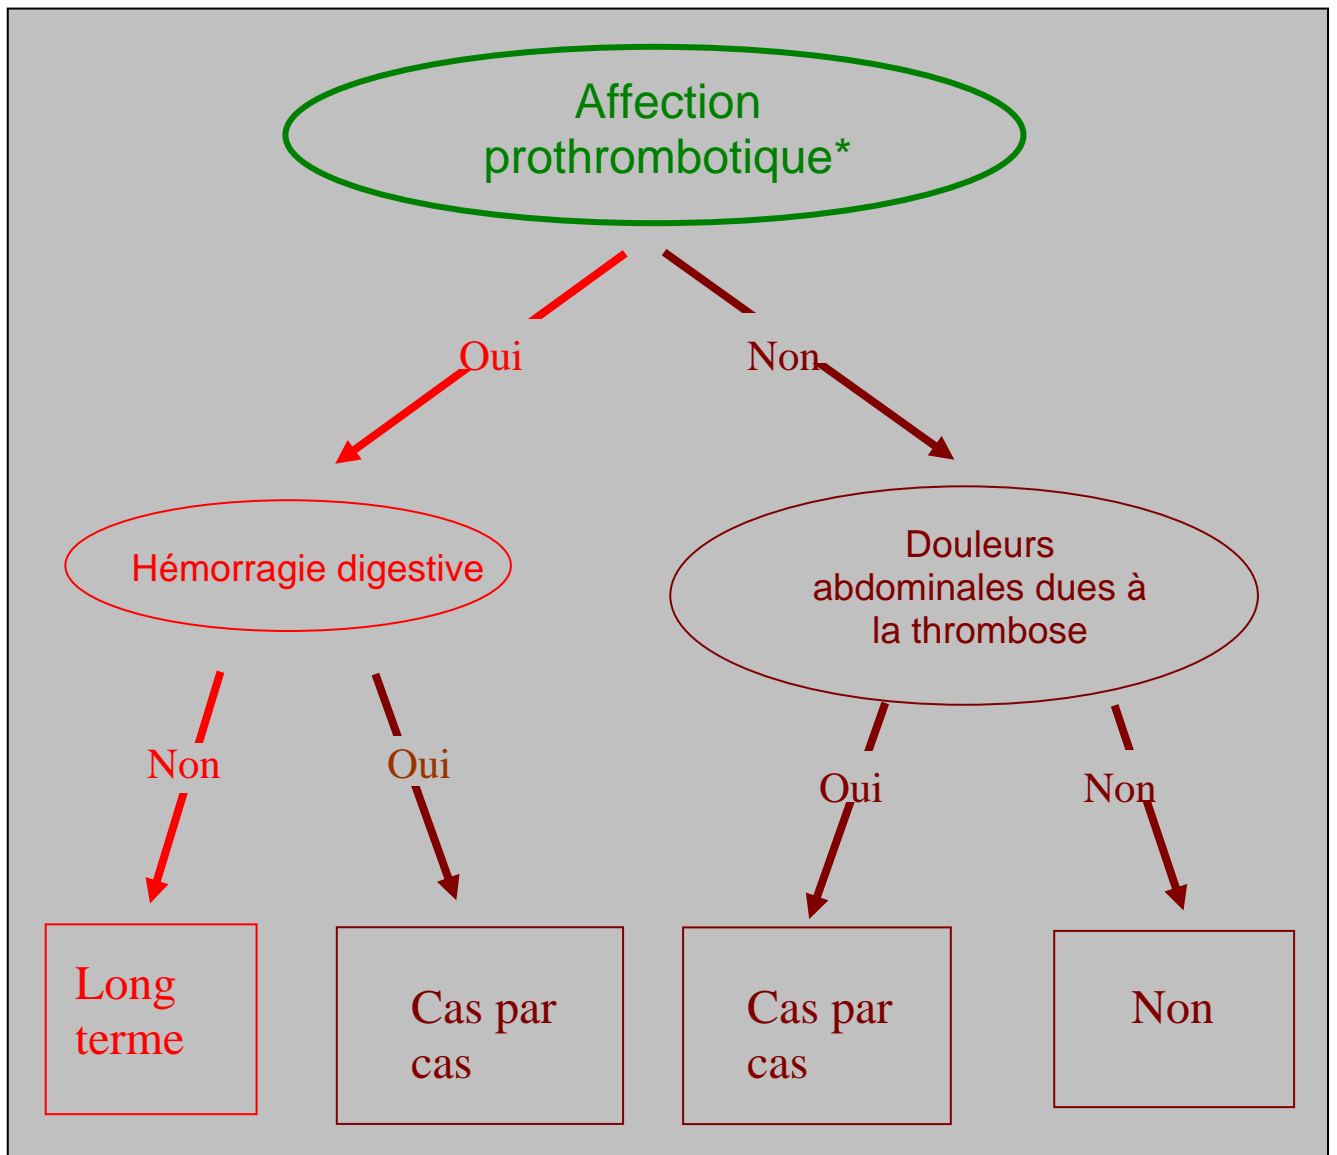 Affection
prothrombotique*
Oui
Non
Hémorragie digestive
Douleurs
abdominales dues à
la thrombose
Non
Oui
Oui
Non
Long
terme
Cas par
cas
Cas par
cas
Non